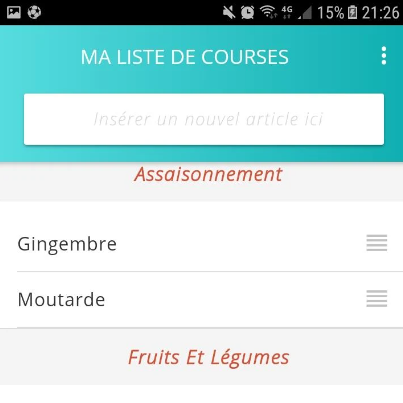 4G 15% 21:26
MA LISTE DE COURSES
Insérer un nouvel article ici
Assaisonnement
Gingembre
Moutarde
Fruits Et Légumes